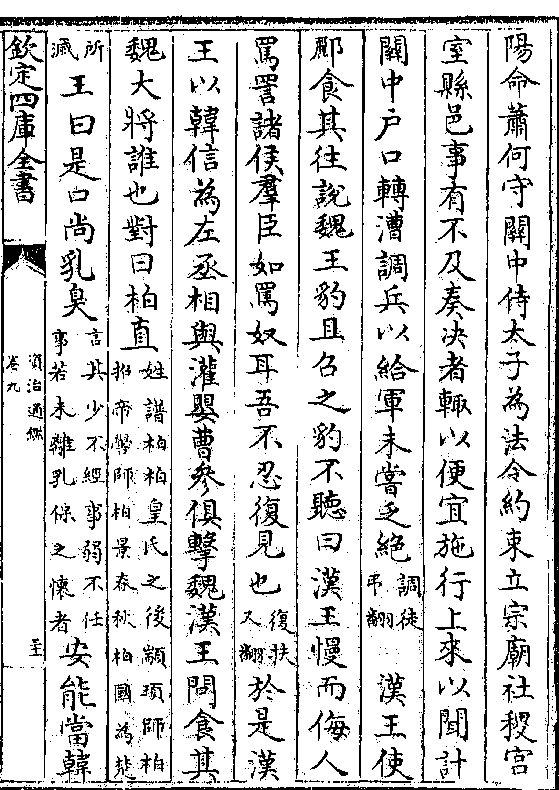 陽命蕭何守關中侍太子為法令約束立宗廟社稷宮
室縣邑事有不及奏決者輒以便宜施行上來以聞計
關中户口轉漕調兵以給軍未嘗乏絶調徒弔翻漢王使
酈食其往說魏王豹且召之豹不聽曰漢王慢而侮人
罵詈諸侯羣臣如罵奴耳吾不忍復見也復扶又翻於是漢
王以韓信為左丞相與灌嬰曹參俱擊魏漢王問食其
魏大將誰也對曰柏直姓譜柏柏皇氏之後顓頊師柏招帝嚳師柏景春秋柏國為楚
所滅王曰是口尚乳臭言其少不經事弱不任事若未離乳保之懷者安能當韓
欽定四庫全書
資治通鑑
卷九